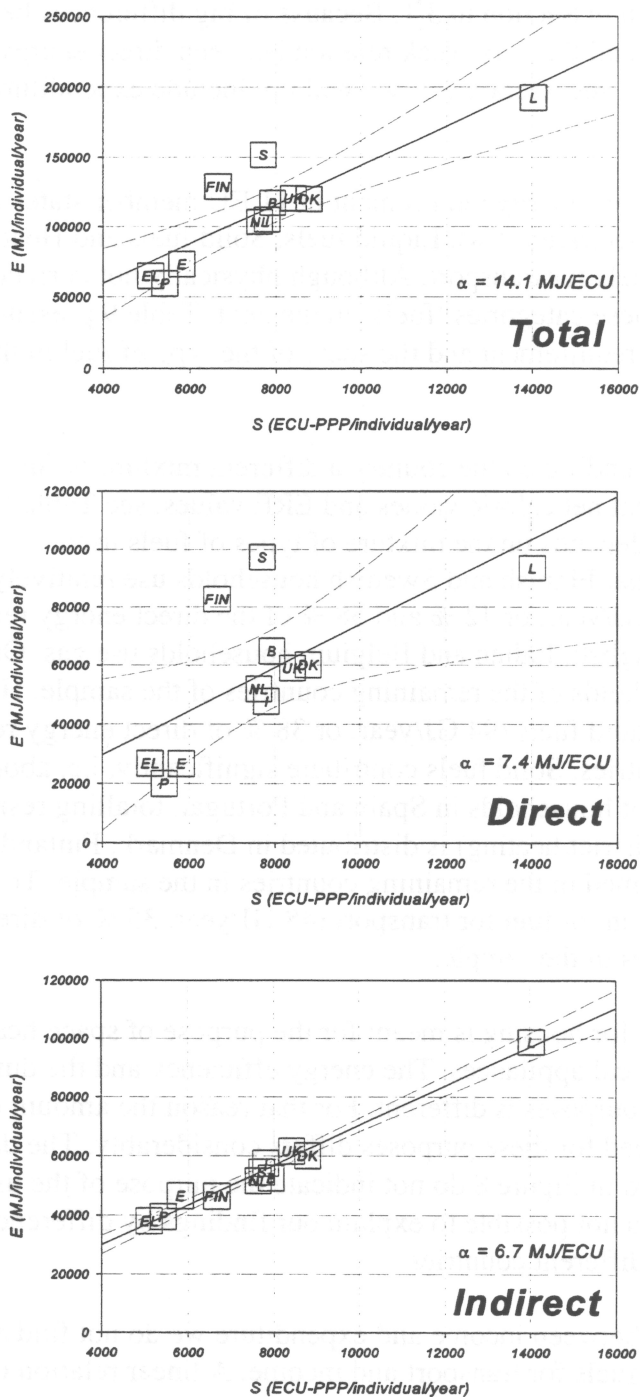 250000
200000
150000
100000
50000
0
E (MJ/individual/year)
L
S
FIN
B
UK
DK
NL
I
E
EL
P
α = 14.1 MJ/ECU
Total
4000 6000 8000 10000 12000 14000 16000
S (ECU-PPP/individual/year)
120000
100000
80000
60000
40000
20000
0
E (MJ/individual/year)
S
L
FIN
B
UK
DK
NL
I
EL
E
P
α = 7.4 MJ/ECU
Direct
4000 6000 8000 10000 12000 14000 16000
S (ECU-PPP/individual/year)
120000
100000
80000
60000
40000
20000
0
E (MJ/individual/year)
L
UK
DK
I
S
NL
B
E
FIN
EL
P
α = 6.7 MJ/ECU
Indirect
4000 6000 8000 10000 12000 14000 16000
S (ECU-PPP/individual/year)